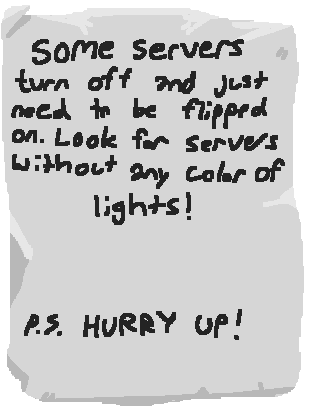 Some servers
turn off and just
need to be flipped
on. Look for servers
without any color of
lights!
P.S. HURRY UP!